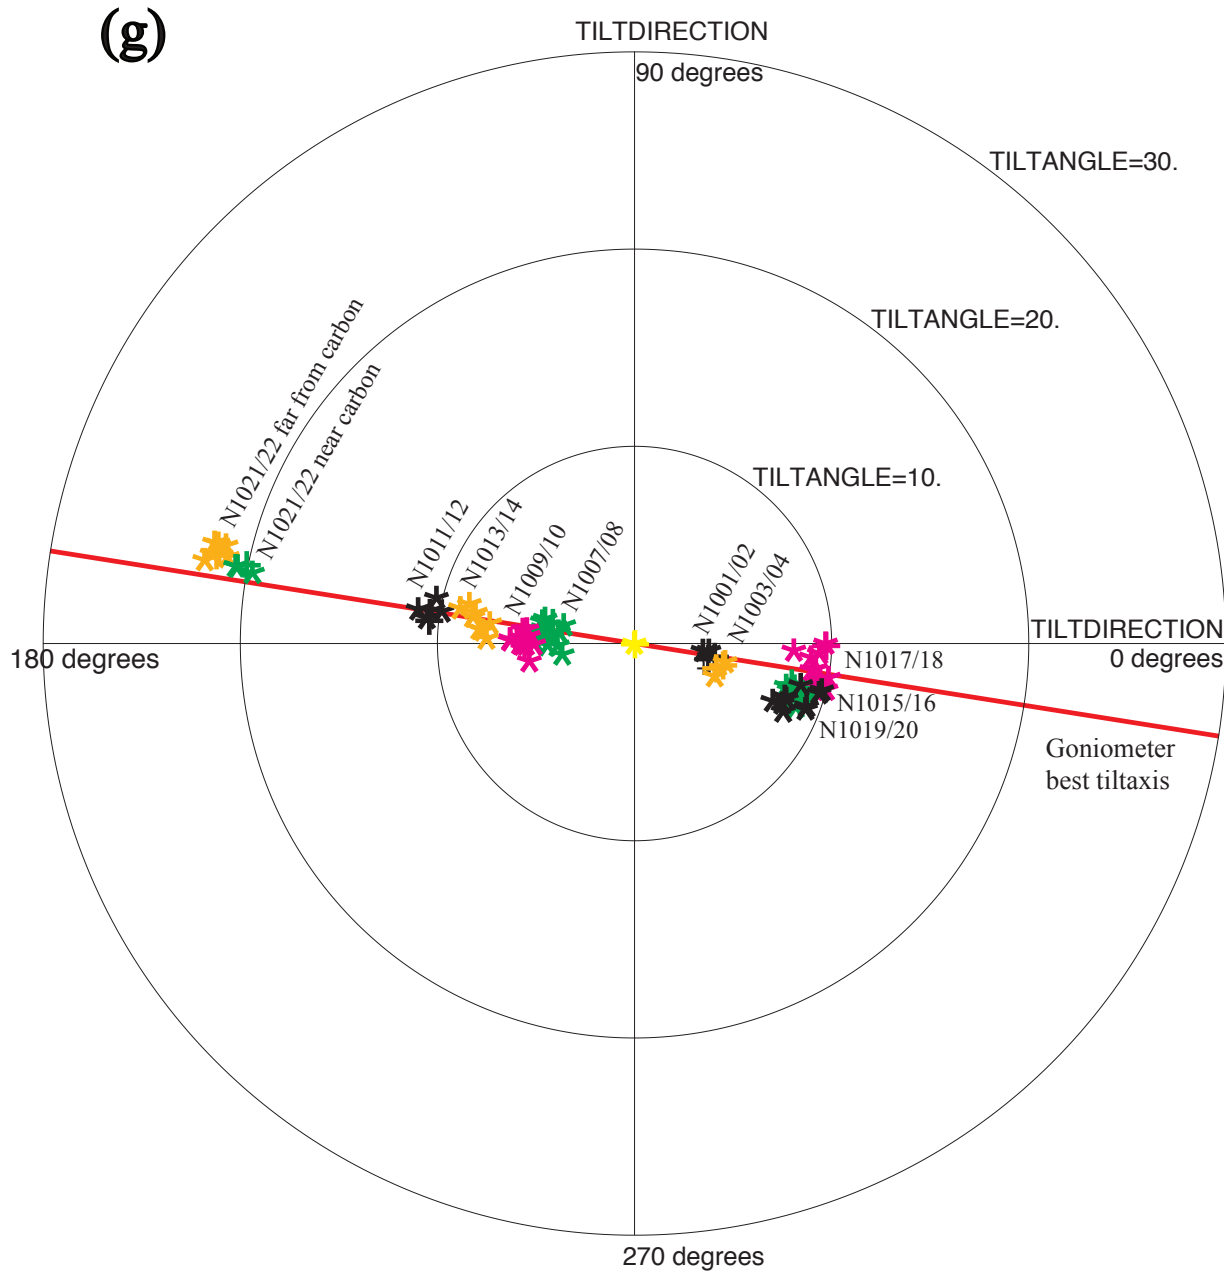 (g)
TILTDIRECTION
90 degrees
TILTANGLE=30.
TILTANGLE=20.
N1021/22 far from carbon
N1021/22 near carbon
TILTANGLE=10.
N1011/12
N1013/14
N1009/10
N1007/08
N1001/02
N1003/04
TILTDIRECTION
0 degrees
180 degrees
N1017/18
N1015/16
N1019/20
Goniometer
best tiltaxis
270 degrees